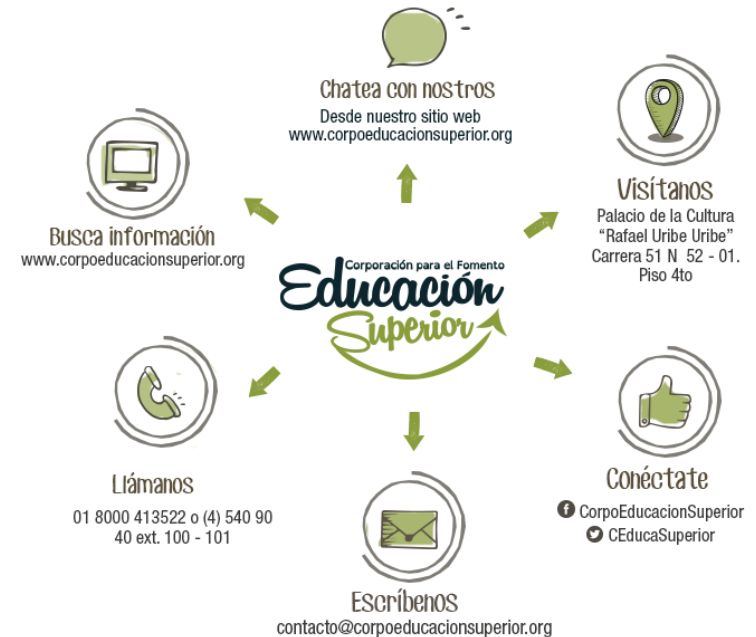 Chatea con nostros
Desde nuestro sitio web
www.corpoeducacionsuperior.org
Visítanos
Palacio de la Cultura
“Rafael Uribe Uribe”
Carrera 51 N 52 - 01.
Piso 4to
Busca información
www.corpoeducacionsuperior.org
Corporación para el Fomento
Educación
Superior
Llámanos
01 8000 413522 o (4) 540 90
40 ext. 100 - 101
Conéctate
CorpoEducacionSuperior
CEducaSuperior
Escríbenos
contacto@corpoeducacionsuperior.org